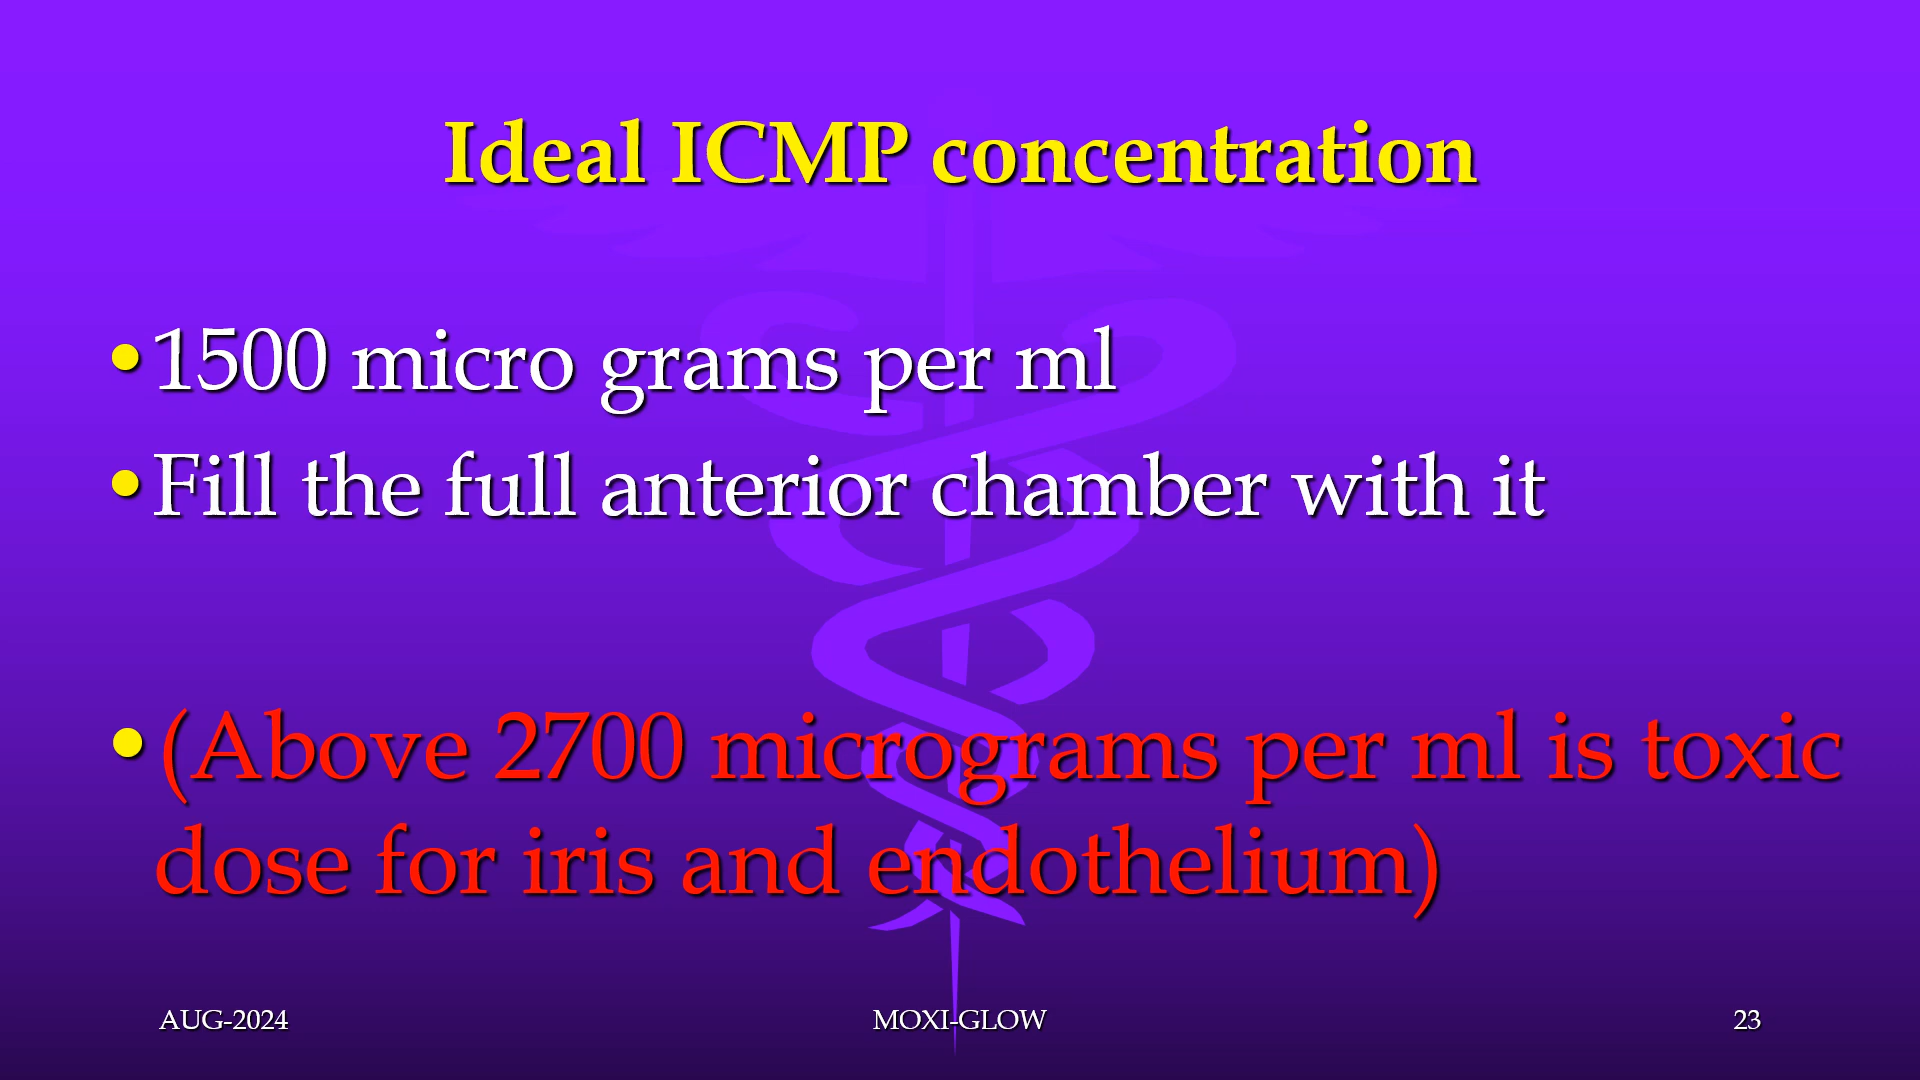 Ideal ICMP concentration
•1500 micro grams per ml
•Fill the full anterior chamber with it
•(Above 2700 micrograms per ml is toxic
dose for iris and endothelium)
AUG-2024 MOXI-GLOW 23